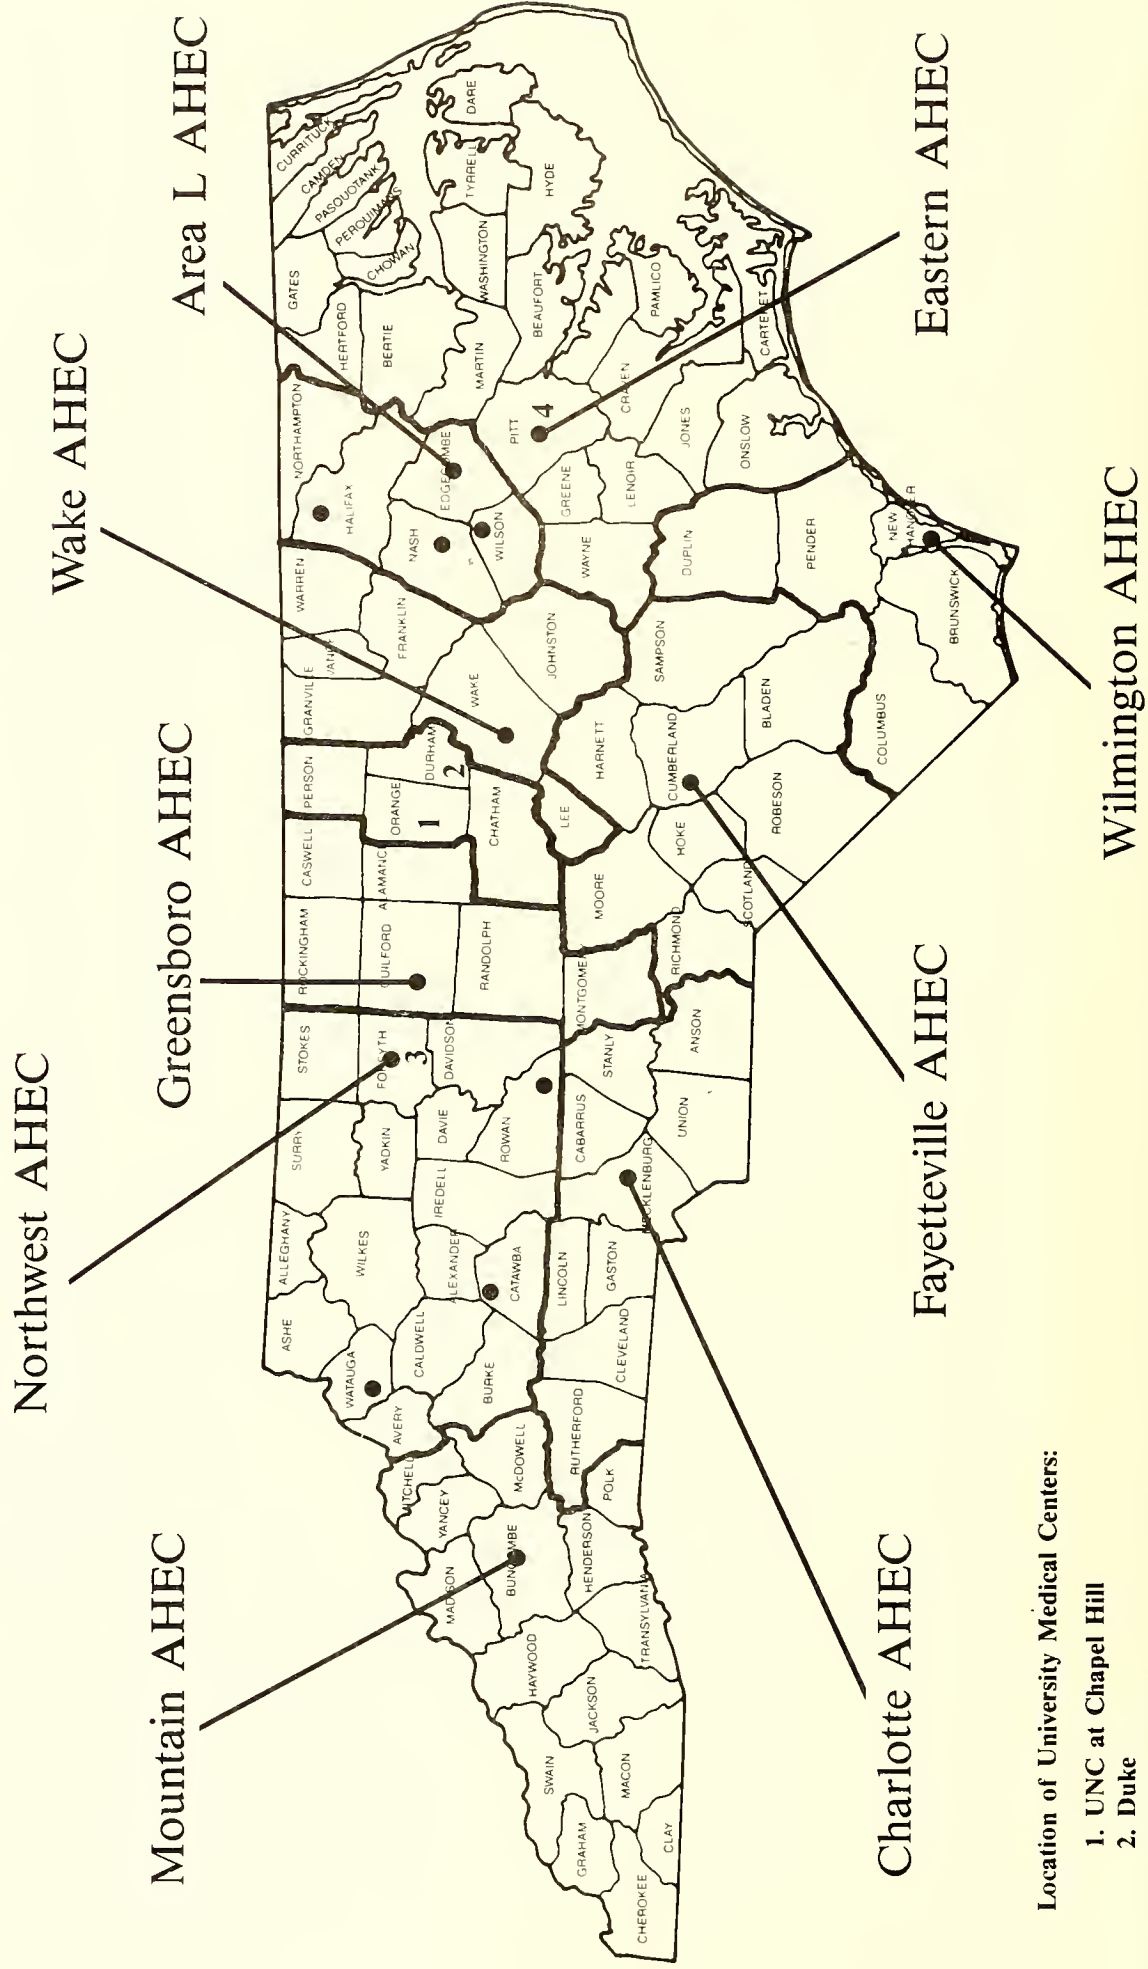 Mountain AHEC
Northwest AHEC
Greensboro AHEC
Wake AHEC
Area L AHEC
Charlotte AHEC
Fayetteville AHEC
Wilmington AHEC
Eastern AHEC
CHEROKEE
GRAHAM
CLAY
SWAIN
MACON
JACKSON
HAYWOOD
TRANSYLVANIA
MADISON
BUNCOMBE
HENDERSON
YANCEY
MITCHELL
McDOWELL
POLK
RUTHERFORD
AVERY
WATAUGA
BURKE
CALDWELL
CLEVELAND
ASHE
ALLEGHANY
WILKES
ALEXANDER
CATAWBA
LINCOLN
GASTON
IREDELL
MECKLENBURG
SURRY
YADKIN
DAVIE
ROWAN
CABARRUS
UNION
STOKES
FORSYTH
3
DAVIDSON
STANLY
ANSON
ROCKINGHAM
GUILFORD
RANDOLPH
MONTGOMERY
RICHMOND
CASWELL
ALAMANC
CHATHAM
MOORE
SCOTLAND
HOKE
LEE
PERSON
ORANGE
1
DURHAM
2
HARNETT
CUMBERLAND
ROBESON
GRANVILLE
VANCE
WAKE
BLADEN
COLUMBUS
WARREN
FRANKLIN
JOHNSTON
SAMPSON
BRUNSWICK
NORTHAMPTON
HALIFAX
NASH
EDGECOMBE
WILSON
WAYNE
DUPLIN
PENDER
NEW
HANOVER
GREENE
LENOIR
PITT
4
JONES
ONSLOW
CRAVEN
GATES
HERTFORD
BERTIE
MARTIN
BEAUFORT
PAMLICO
CARTERET
CURRITUCK
CAMDEN
PASQUOTANK
PERQUIMANS
CHOWAN
WASHINGTON
TYRRELL
DARE
HYDE
Location of University Medical Centers:
1. UNC at Chapel Hill
2. Duke